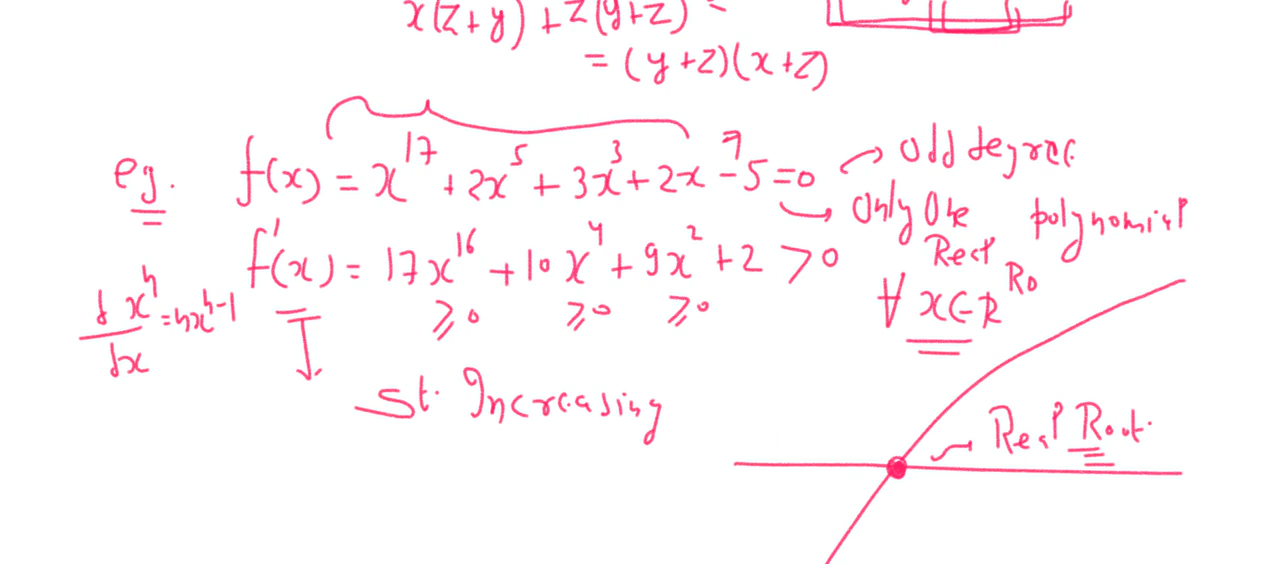 x(z+y) + z(y+z) =
= (y+z)(x+z)
eg. f(x) = x^17 + 2x^5 + 3x^3 + 2x - 5 = 0 → odd degree
→ Only One polynomial
Real
f'(x) = 17x^16 + 10x^4 + 9x^2 + 2 > 0
Ro
∀ x∈R
d x^n / dx = nx^n-1
≥0 ≥0 ≥0
St. Increasing
Real Root.